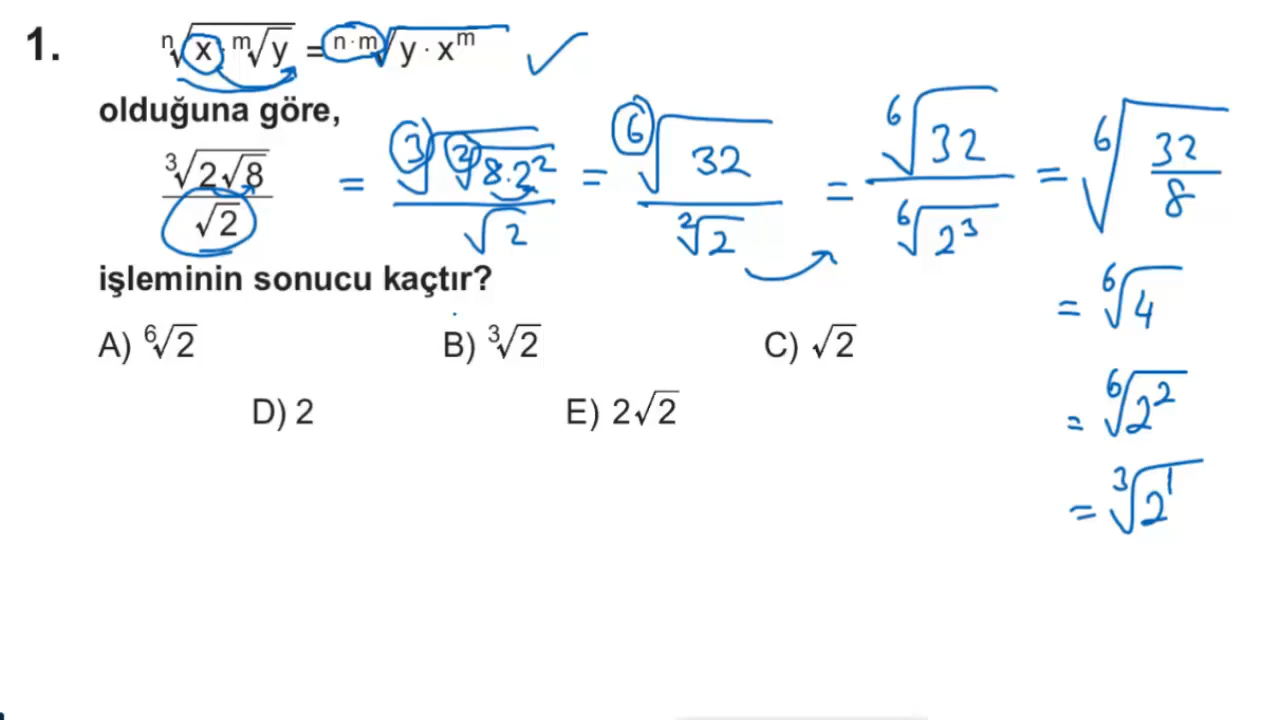 1. ⁿ√(x · ᵐ√y) = ⁿ·ᵐ√(y · xᵐ) ✓
olduğuna göre,
³√(2√8) / √2 = ³√(²√(8·2²)) / √2 = ⁶√32 / ²√2 = ⁶√32 / ⁶√(2³) = ⁶√(32/8)
işleminin sonucu kaçtır?
= ⁶√4
A) ⁶√2 B) ³√2 C) √2
= ⁶√(2²)
D) 2 E) 2√2
= ³√(2¹)